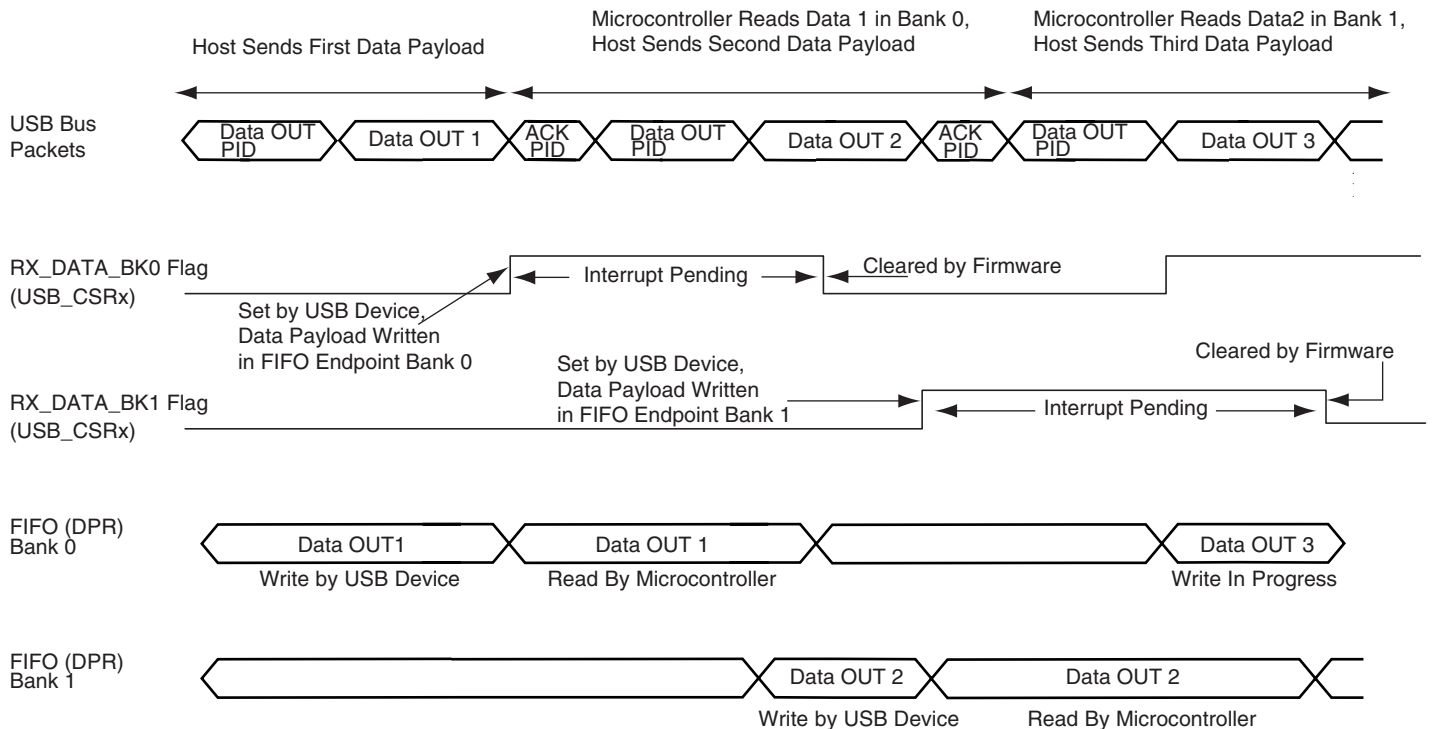 Host Sends First Data Payload
Microcontroller Reads Data 1 in Bank 0,
Host Sends Second Data Payload
Microcontroller Reads Data2 in Bank 1,
Host Sends Third Data Payload
USB Bus
Packets
Data OUT
PID
Data OUT 1
ACK
PID
Data OUT
PID
Data OUT 2
ACK
PID
Data OUT
PID
Data OUT 3
RX_DATA_BK0 Flag
(USB_CSRx)
Interrupt Pending
Cleared by Firmware
Set by USB Device,
Data Payload Written
in FIFO Endpoint Bank 0
RX_DATA_BK1 Flag
(USB_CSRx)
Set by USB Device,
Data Payload Written
in FIFO Endpoint Bank 1
Interrupt Pending
Cleared by Firmware
FIFO (DPR)
Bank 0
Data OUT1
Data OUT 1
Data OUT 3
Write by USB Device
Read By Microcontroller
Write In Progress
FIFO (DPR)
Bank 1
Data OUT 2
Data OUT 2
Write by USB Device
Read By Microcontroller